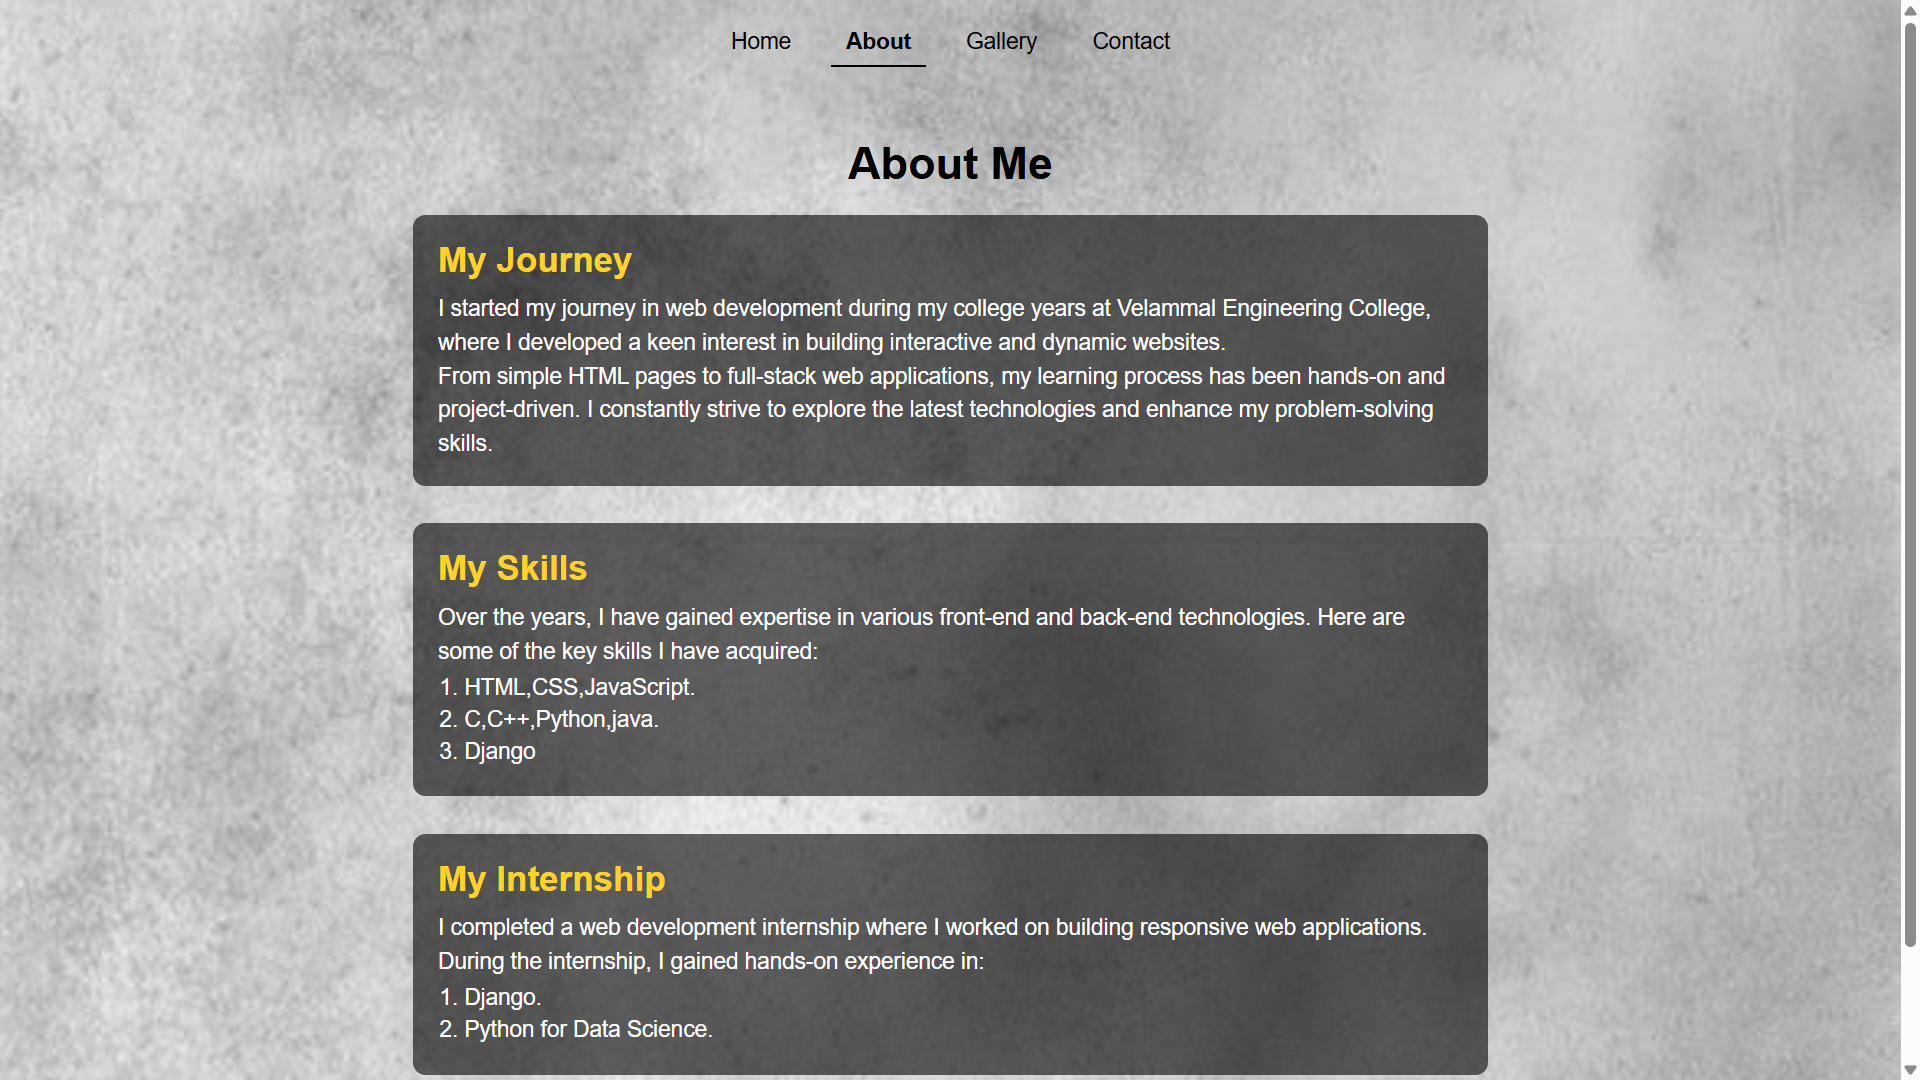 Home About Gallery Contact
About Me
My Journey
I started my journey in web development during my college years at Velammal Engineering College,
where I developed a keen interest in building interactive and dynamic websites.
From simple HTML pages to full-stack web applications, my learning process has been hands-on and
project-driven. I constantly strive to explore the latest technologies and enhance my problem-solving
skills.
My Skills
Over the years, I have gained expertise in various front-end and back-end technologies. Here are
some of the key skills I have acquired:
1. HTML,CSS,JavaScript.
2. C,C++,Python,java.
3. Django
My Internship
I completed a web development internship where I worked on building responsive web applications.
During the internship, I gained hands-on experience in:
1. Django.
2. Python for Data Science.